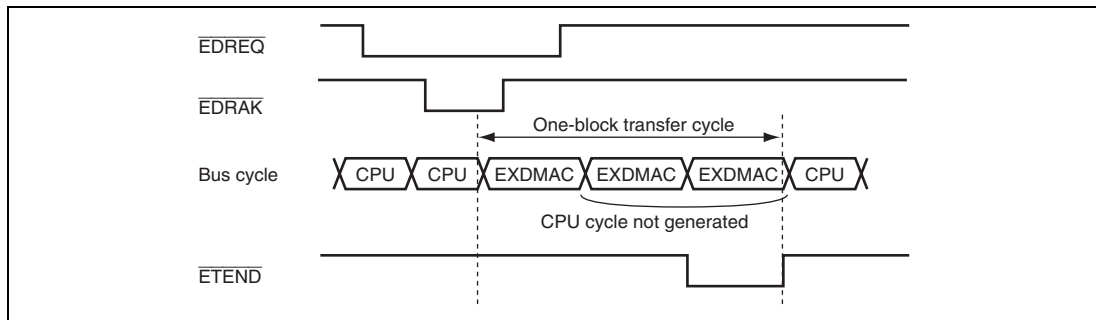 EDREQ
EDRAK
One-block transfer cycle
Bus cycle CPU CPU EXDMAC EXDMAC EXDMAC CPU
CPU cycle not generated
ETEND